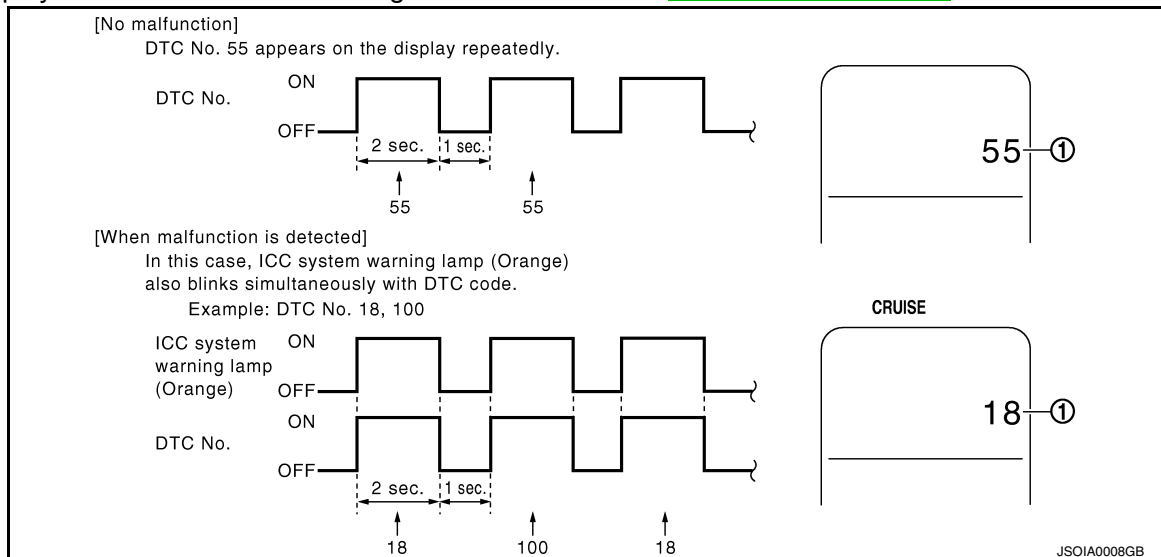 [No malfunction]
DTC No. 55 appears on the display repeatedly.
DTC No.
ON
OFF
2 sec.
1 sec.
55
55
55
①
[When malfunction is detected]
In this case, ICC system warning lamp (Orange)
also blinks simultaneously with DTC code.
Example: DTC No. 18, 100
ICC system
warning lamp
(Orange)
ON
OFF
DTC No.
ON
OFF
2 sec.
1 sec.
18
100
18
CRUISE
18
①
JSOIA0008GB